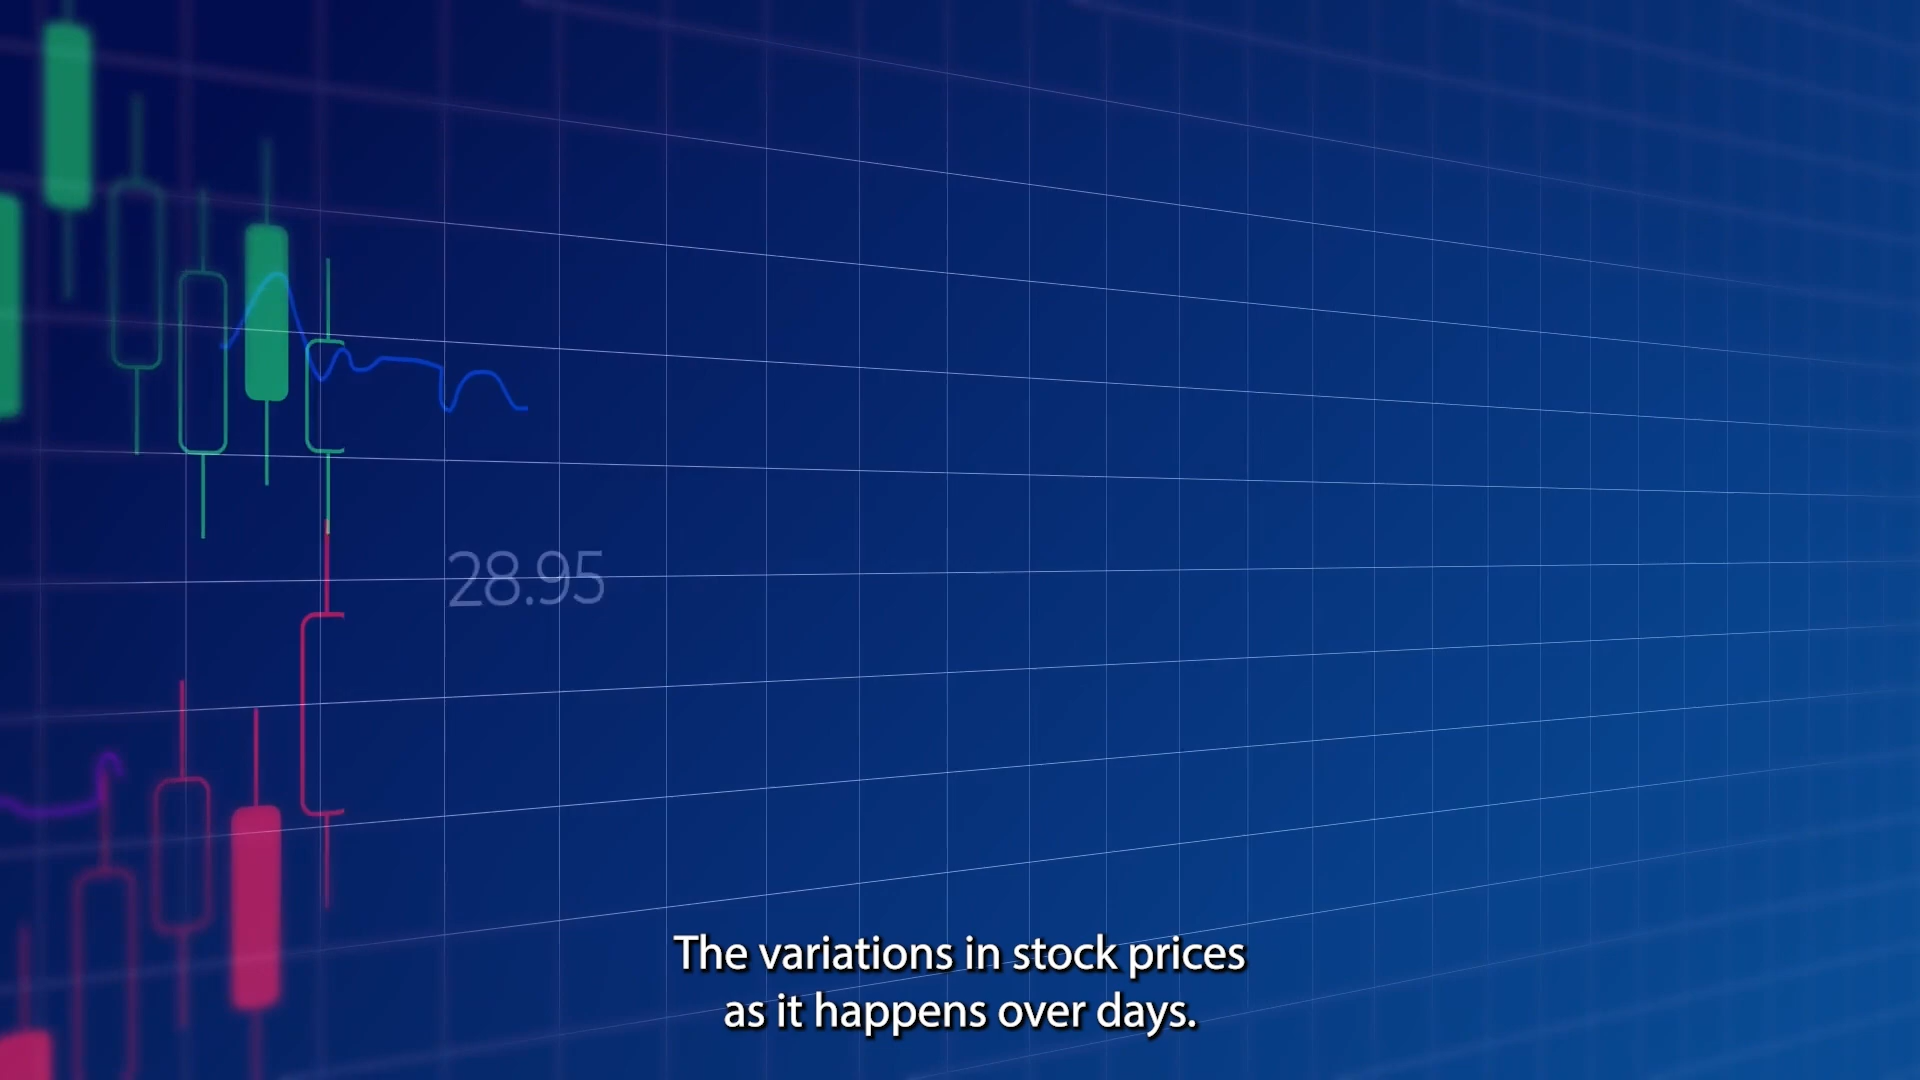 28.95
The variations in stock prices
as it happens over days.